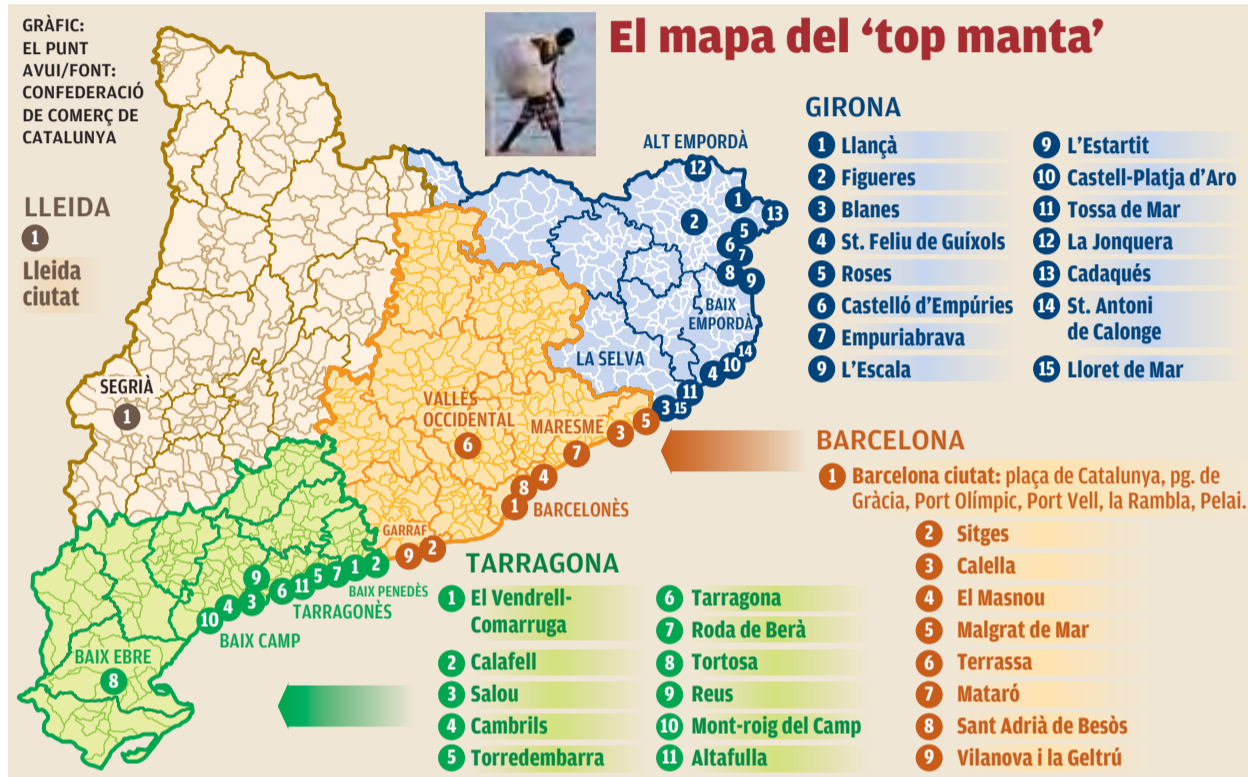 GRÀFIC:
EL PUNT
AVUI/FONT:
CONFEDERACIÓ
DE COMERÇ DE
CATALUNYA
El mapa del ‘top manta’
LLEIDA
1
Lleida
ciutat
SEGRIÀ
1
ALT EMPORDÀ
12
1
2
13
5
6
7
8
9
BAIX
EMPORDÀ
LA SELVA
14
10
4
11
3
15
VALLÈS
OCCIDENTAL
6
MARESME
5
3
7
4
8
1
BARCELONÈS
GARRAF
9
2
9
10
4
3
6
11
5
7
1
2
BAIX PENEDÈS
TARRAGONÈS
BAIX CAMP
BAIX EBRE
8
GIRONA
1 Llançà
2 Figueres
3 Blanes
4 St. Feliu de Guíxols
5 Roses
6 Castelló d’Empúries
7 Empuriabrava
9 L’Escala
9 L’Estartit
10 Castell-Platja d’Aro
11 Tossa de Mar
12 La Jonquera
13 Cadaqués
14 St. Antoni
de Calonge
15 Lloret de Mar
BARCELONA
1 Barcelona ciutat: plaça de Catalunya, pg. de
Gràcia, Port Olímpic, Port Vell, la Rambla, Pelai.
2 Sitges
3 Calella
4 El Masnou
5 Malgrat de Mar
6 Terrassa
7 Mataró
8 Sant Adrià de Besòs
9 Vilanova i la Geltrú
TARRAGONA
1 El Vendrell-
Comarruga
2 Calafell
3 Salou
4 Cambrils
5 Torredembarra
6 Tarragona
7 Roda de Berà
8 Tortosa
9 Reus
10 Mont-roig del Camp
11 Altafulla